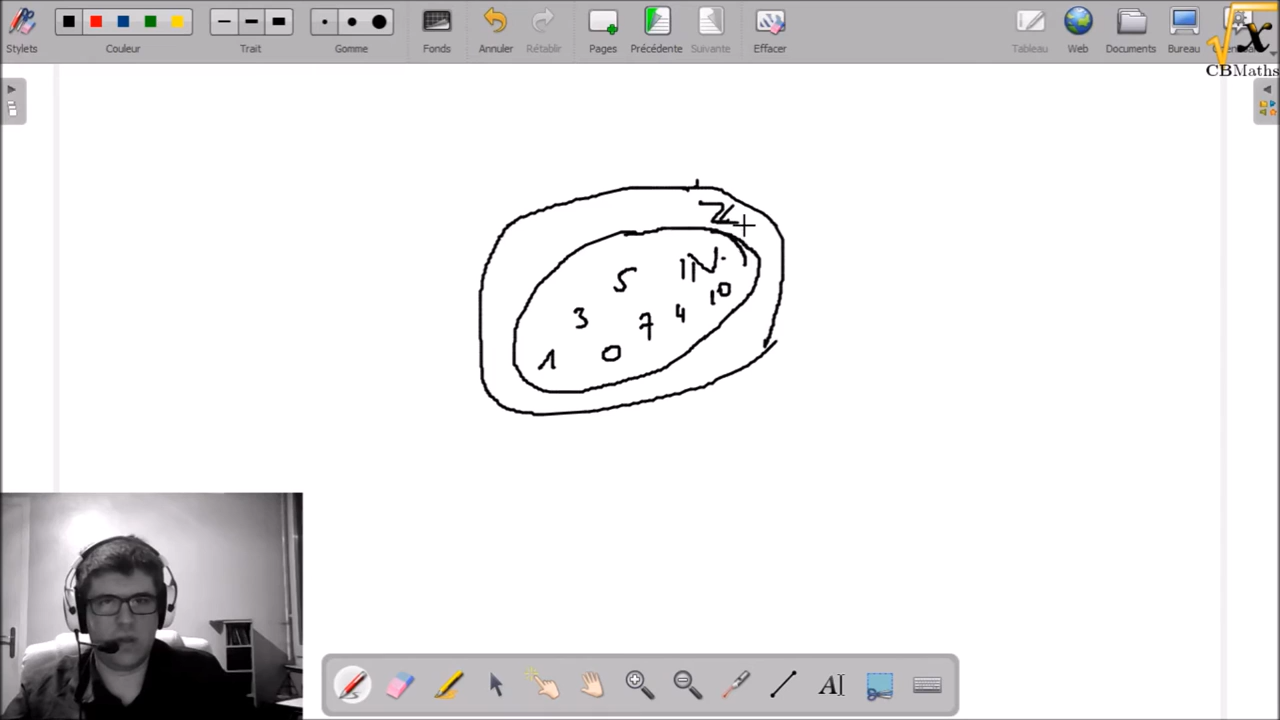 Stylets Couleur Trait Gomme Fonds Annuler Rétablir Pages Précédente Suivante Effacer Tableau Web Documents Bureau
CBMaths
ℤ
5 ℕ
10
3 7 4
1 0
AI